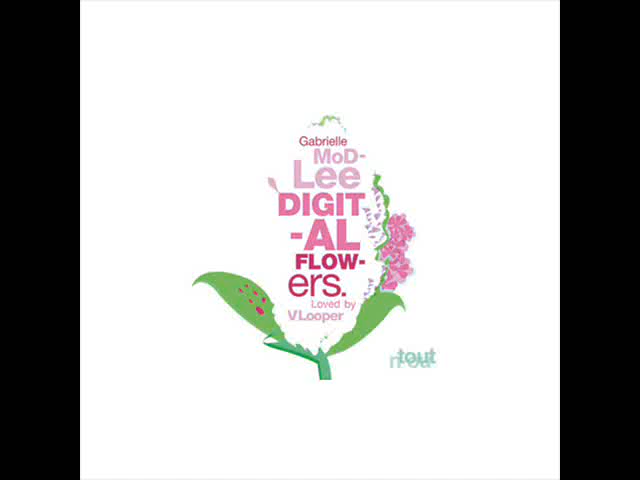 Gabrielle
MoD-
Lee
DIGIT
-AL
FLOW-
ers.
Loved by
VLooper
tout